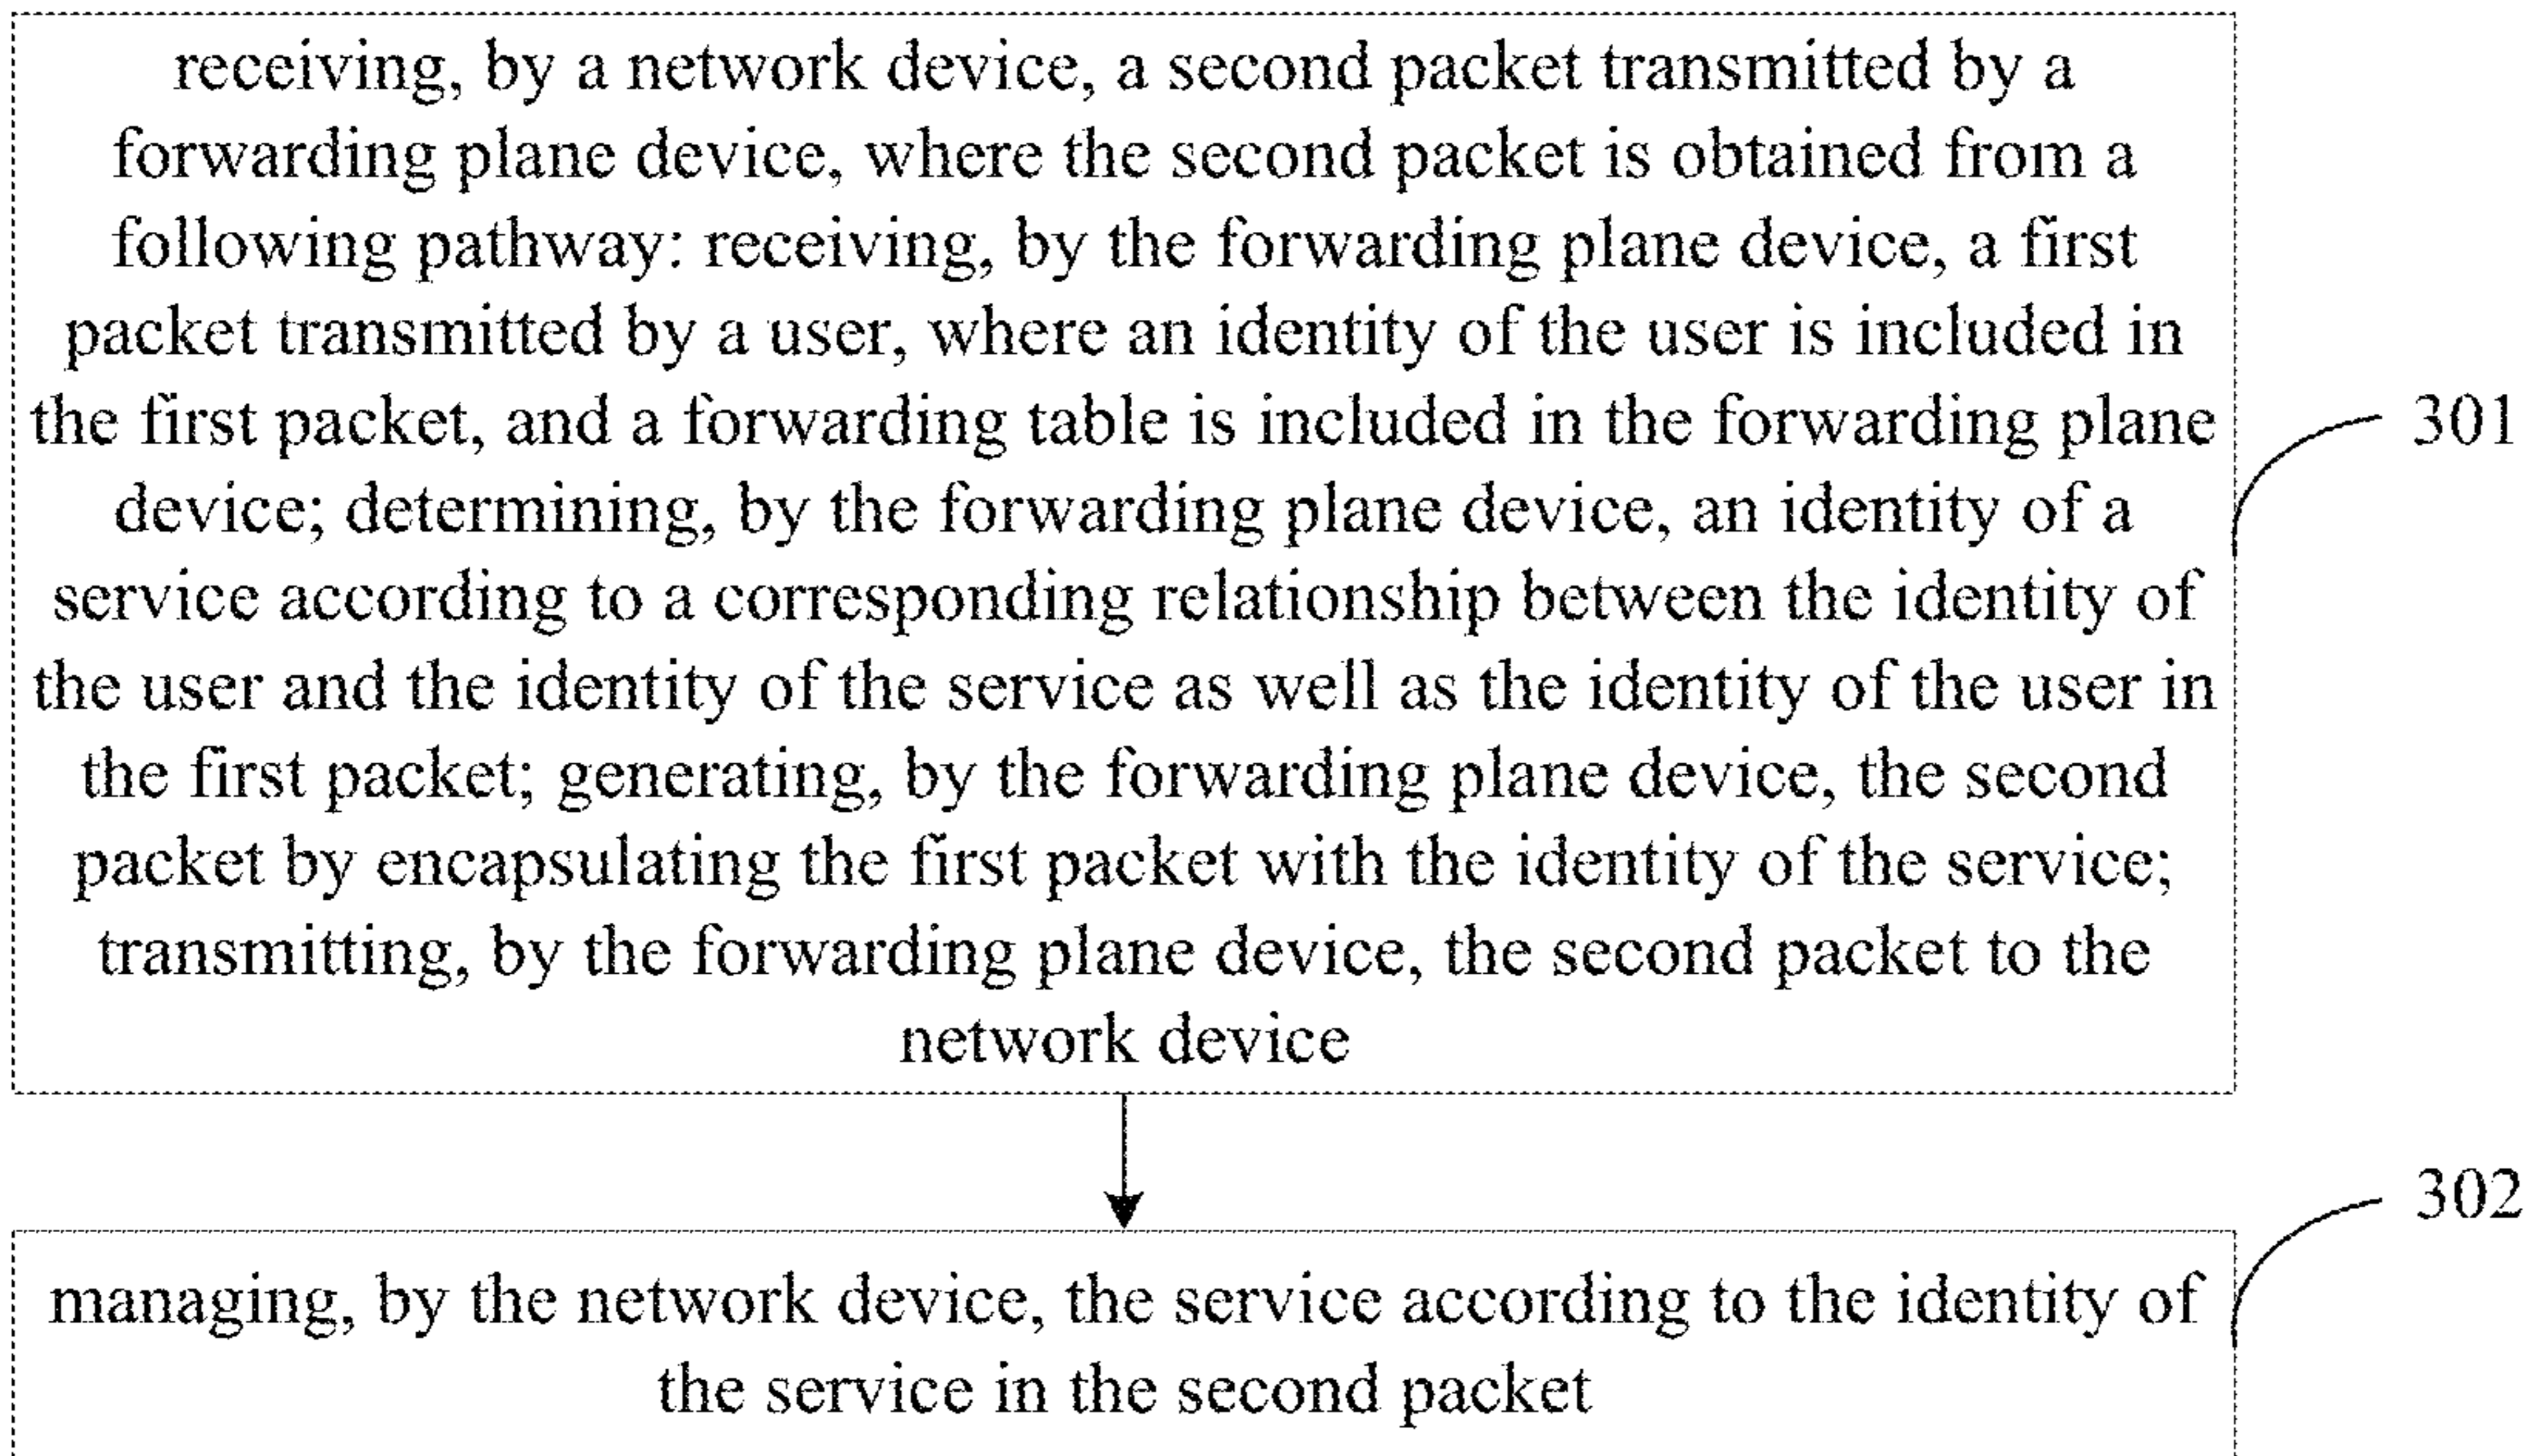 receiving, by a network device, a second packet transmitted by a
forwarding plane device, where the second packet is obtained from a
following pathway: receiving, by the forwarding plane device, a first
packet transmitted by a user, where an identity of the user is included in
the first packet, and a forwarding table is included in the forwarding plane
device; determining, by the forwarding plane device, an identity of a
service according to a corresponding relationship between the identity of
the user and the identity of the service as well as the identity of the user in
the first packet; generating, by the forwarding plane device, the second
packet by encapsulating the first packet with the identity of the service;
transmitting, by the forwarding plane device, the second packet to the
network device
301
302
managing, by the network device, the service according to the identity of
the service in the second packet